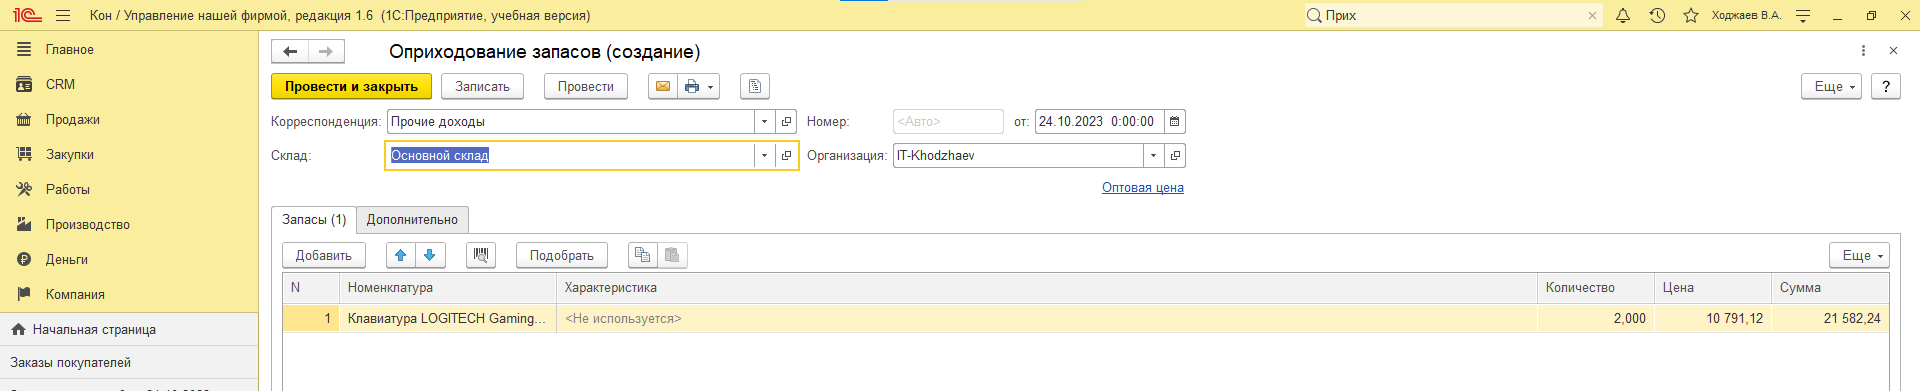 1С Кон / Управление нашей фирмой, редакция 1.6 (1С:Предприятие, учебная версия) Прих Ходжаев В.А.
Главное
CRM
Продажи
Закупки
Работы
Производство
Деньги
Компания
Начальная страница
Заказы покупателей
Оприходование запасов (создание)
Провести и закрыть Записать Провести Еще ?
Корреспонденция: Прочие доходы Номер: <Авто> от: 24.10.2023 0:00:00
Склад: Основной склад Организация: IT-Khodzhaev
Оптовая цена
Запасы (1) Дополнительно
Добавить Подобрать Еще
N Номенклатура Характеристика Количество Цена Сумма
1 Клавиатура LOGITECH Gaming... <Не используется> 2,000 10 791,12 21 582,24